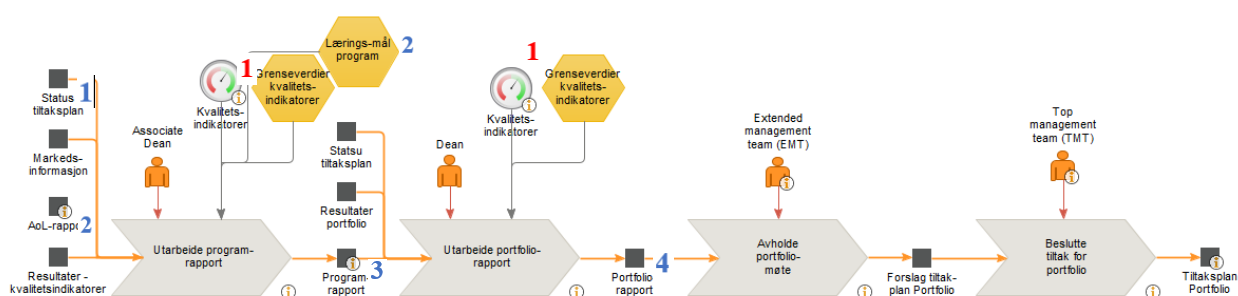 Lærings-mål
program
2
1
Grenseverdier
kvalitets-
indikatorer
Kvalitets-
indikatorer
1
Grenseverdier
kvalitets-
indikatorer
Kvalitets-
indikatorer
1
Status
tiltaksplan
Markeds-
informasjon
AoL-rappo
2
Resultater -
kvalitetsindikatorer
Associate
Dean
Utarbeide program-
rapport
Statsu
tiltaksplan
Resultater
portfolio
Program-
rapport
3
Dean
Utarbeide portfolio-
rapport
Portfolio
rapport
4
Extended
management
team (EMT)
Avholde
portfolio-
møte
Forslag tiltak-
plan Portfolio
Top
management
team (TMT)
Beslutte
tiltak for
portfolio
Tiltaksplan
Portfolio